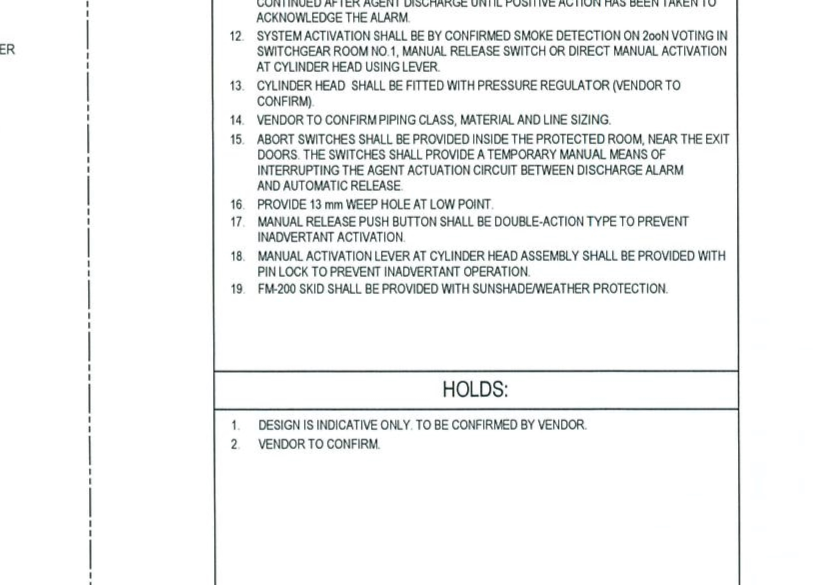 CONTINUED AFTER AGENT DISCHARGE UNTIL POSITIVE ACTION HAS BEEN TAKEN TO
ACKNOWLEDGE THE ALARM.
ER
12. SYSTEM ACTIVATION SHALL BE BY CONFIRMED SMOKE DETECTION ON 2ooN VOTING IN
SWITCHGEAR ROOM NO.1, MANUAL RELEASE SWITCH OR DIRECT MANUAL ACTIVATION
AT CYLINDER HEAD USING LEVER.
13. CYLINDER HEAD SHALL BE FITTED WITH PRESSURE REGULATOR (VENDOR TO
CONFIRM).
14. VENDOR TO CONFIRM PIPING CLASS, MATERIAL AND LINE SIZING.
15. ABORT SWITCHES SHALL BE PROVIDED INSIDE THE PROTECTED ROOM, NEAR THE EXIT
DOORS. THE SWITCHES SHALL PROVIDE A TEMPORARY MANUAL MEANS OF
INTERRUPTING THE AGENT ACTUATION CIRCUIT BETWEEN DISCHARGE ALARM
AND AUTOMATIC RELEASE.
16. PROVIDE 13 mm WEEP HOLE AT LOW POINT.
17. MANUAL RELEASE PUSH BUTTON SHALL BE DOUBLE-ACTION TYPE TO PREVENT
INADVERTANT ACTIVATION.
18. MANUAL ACTIVATION LEVER AT CYLINDER HEAD ASSEMBLY SHALL BE PROVIDED WITH
PIN LOCK TO PREVENT INADVERTANT OPERATION.
19. FM-200 SKID SHALL BE PROVIDED WITH SUNSHADE/WEATHER PROTECTION.
HOLDS:
1. DESIGN IS INDICATIVE ONLY. TO BE CONFIRMED BY VENDOR.
2. VENDOR TO CONFIRM.